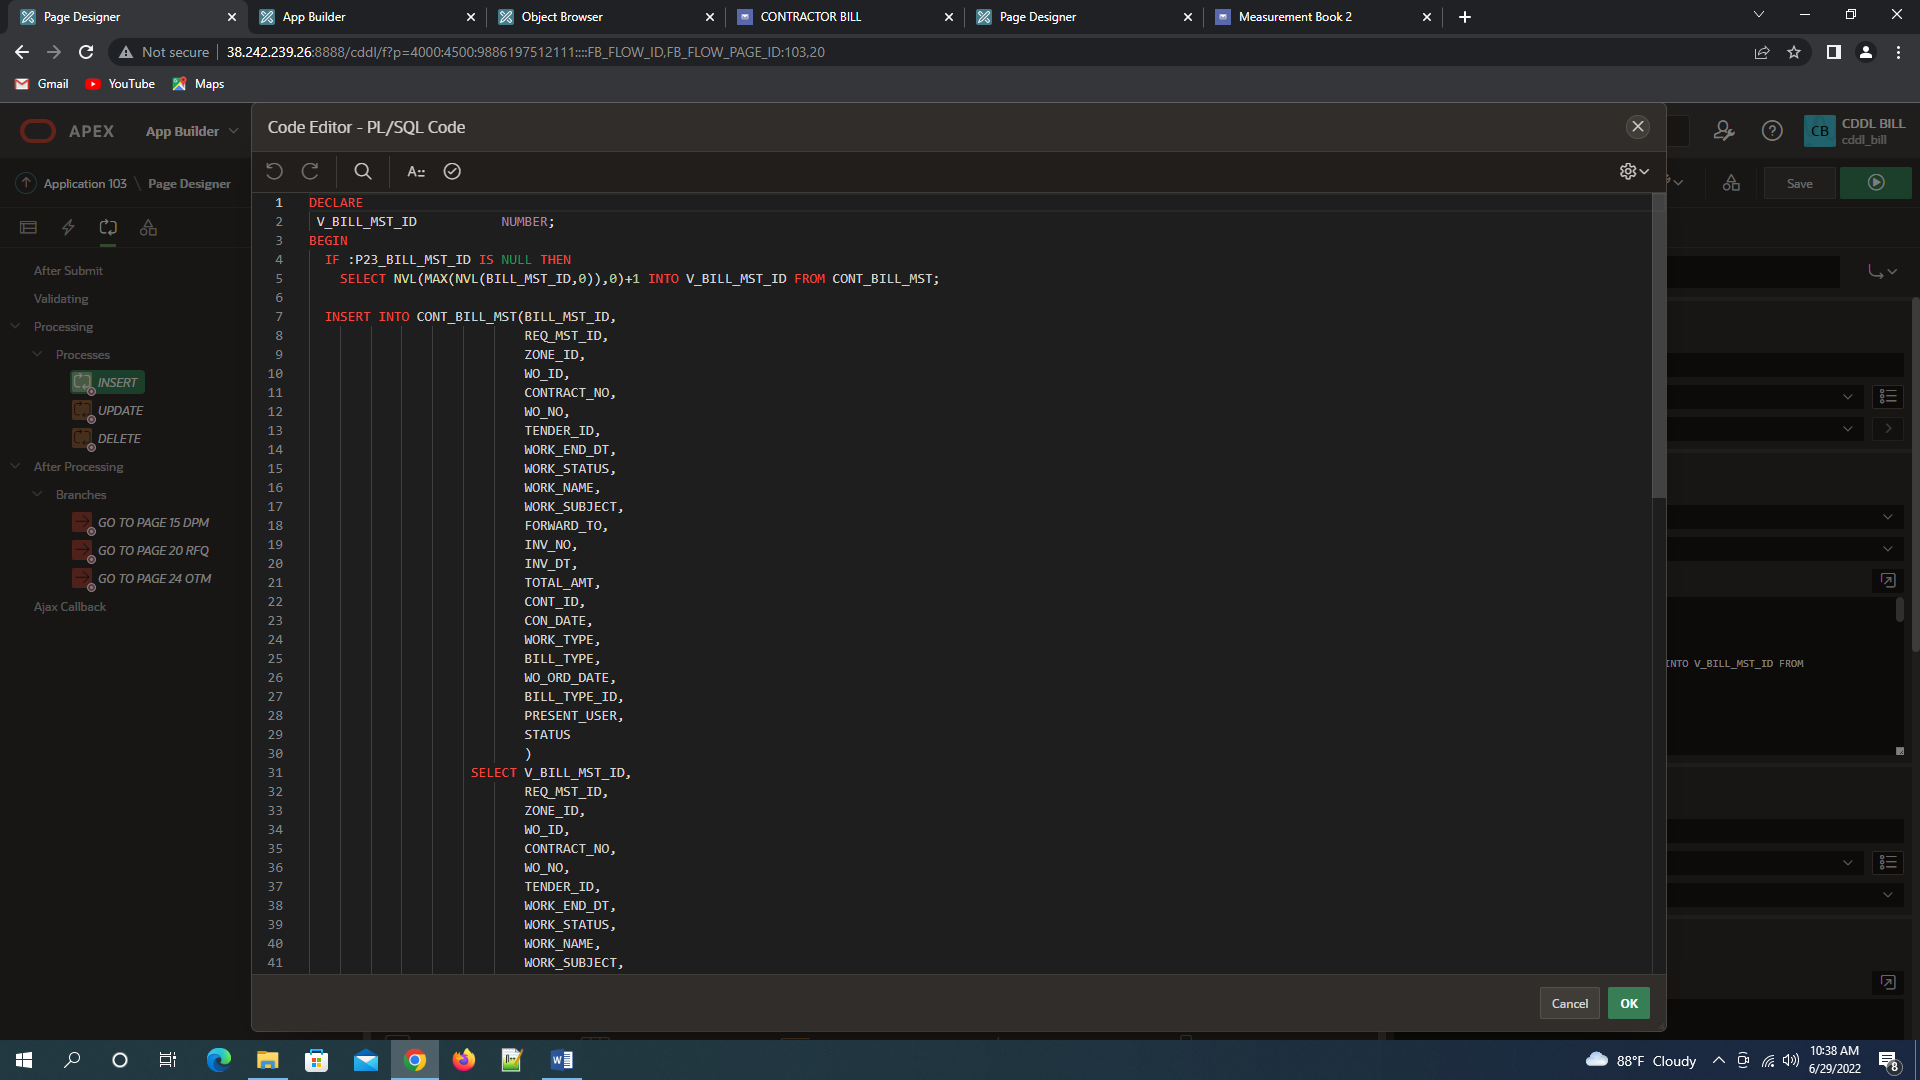 Page Designer
App Builder
Object Browser
CONTRACTOR BILL
Page Designer
Measurement Book 2
Not secure
38.242.239.26:8888/cddl/f?p=4000:4500:9886197512111::::FB_FLOW_ID,FB_FLOW_PAGE_ID:103,20
Gmail
YouTube
Maps
APEX
App Builder
Code Editor - PL/SQL Code
CB
CDDL BILL
cddl_bill
Application 103 \ Page Designer
Save
After Submit
Validating
Processing
Processes
INSERT
UPDATE
DELETE
After Processing
Branches
GO TO PAGE 15 DPM
GO TO PAGE 20 RFQ
GO TO PAGE 24 OTM
Ajax Callback
1 DECLARE
2 V_BILL_MST_ID NUMBER;
3 BEGIN
4 IF :P23_BILL_MST_ID IS NULL THEN
5 SELECT NVL(MAX(NVL(BILL_MST_ID,0)),0)+1 INTO V_BILL_MST_ID FROM CONT_BILL_MST;
6
7 INSERT INTO CONT_BILL_MST(BILL_MST_ID,
8 REQ_MST_ID,
9 ZONE_ID,
10 WO_ID,
11 CONTRACT_NO,
12 WO_NO,
13 TENDER_ID,
14 WORK_END_DT,
15 WORK_STATUS,
16 WORK_NAME,
17 WORK_SUBJECT,
18 FORWARD_TO,
19 INV_NO,
20 INV_DT,
21 TOTAL_AMT,
22 CONT_ID,
23 CON_DATE,
24 WORK_TYPE,
25 BILL_TYPE,
26 WO_ORD_DATE,
27 BILL_TYPE_ID,
28 PRESENT_USER,
29 STATUS
30 )
31 SELECT V_BILL_MST_ID,
32 REQ_MST_ID,
33 ZONE_ID,
34 WO_ID,
35 CONTRACT_NO,
36 WO_NO,
37 TENDER_ID,
38 WORK_END_DT,
39 WORK_STATUS,
40 WORK_NAME,
41 WORK_SUBJECT,
INTO V_BILL_MST_ID FROM
Cancel
OK
88°F Cloudy
10:38 AM
6/29/2022
8